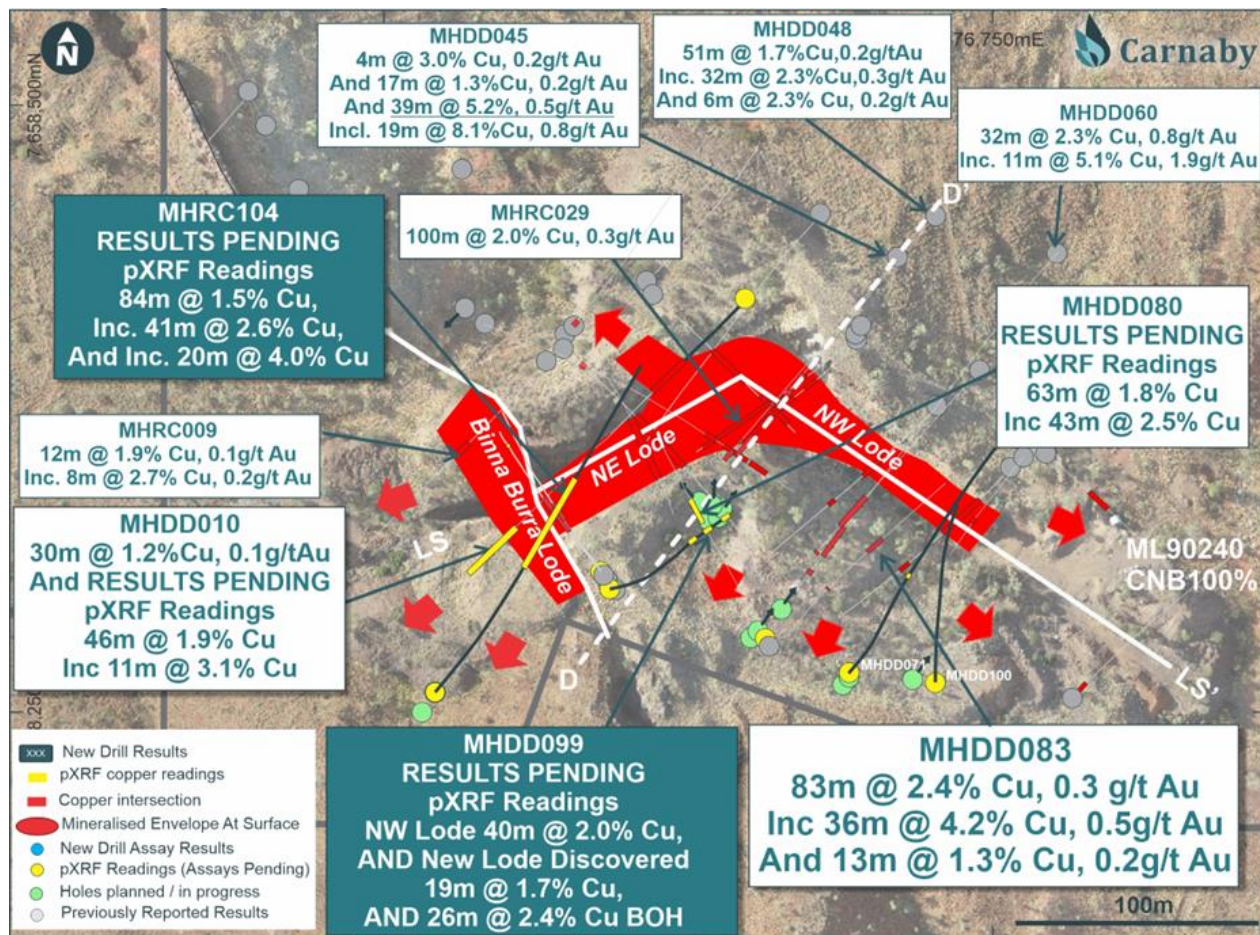 N
MHDD045
4m @ 3.0% Cu, 0.2g/t Au
And 17m @ 1.3%Cu, 0.2g/t Au
And 39m @ 5.2%, 0.5g/t Au
Incl. 19m @ 8.1%Cu, 0.8g/t Au
MHDD048
51m @ 1.7%Cu,0.2g/tAu
Inc. 32m @ 2.3%Cu,0.3g/t Au
And 6m @ 2.3% Cu, 0.2g/t Au
76,750mE
Carnaby
MHDD060
32m @ 2.3% Cu, 0.8g/t Au
Inc. 11m @ 5.1% Cu, 1.9g/t Au
7,658,500mN
D'
MHRC104
RESULTS PENDING
pXRF Readings
84m @ 1.5% Cu,
Inc. 41m @ 2.6% Cu,
And Inc. 20m @ 4.0% Cu
MHRC029
100m @ 2.0% Cu, 0.3g/t Au
MHDD080
RESULTS PENDING
pXRF Readings
63m @ 1.8% Cu
Inc 43m @ 2.5% Cu
MHRC009
12m @ 1.9% Cu, 0.1g/t Au
Inc. 8m @ 2.7% Cu, 0.2g/t Au
Binna Burra Lode
NE Lode
NW Lode
MHDD010
30m @ 1.2%Cu, 0.1g/tAu
And RESULTS PENDING
pXRF Readings
46m @ 1.9% Cu
Inc 11m @ 3.1% Cu
LS
ML90240
CNB100%
D
MHDD071
MHDD100
LS'
8,250
New Drill Results
xxx
pXRF copper readings
Copper intersection
Mineralised Envelope At Surface
New Drill Assay Results
pXRF Readings (Assays Pending)
Holes planned / in progress
Previously Reported Results
MHDD099
RESULTS PENDING
pXRF Readings
NW Lode 40m @ 2.0% Cu,
AND New Lode Discovered
19m @ 1.7% Cu,
AND 26m @ 2.4% Cu BOH
MHDD083
83m @ 2.4% Cu, 0.3 g/t Au
Inc 36m @ 4.2% Cu, 0.5g/t Au
And 13m @ 1.3% Cu, 0.2g/t Au
100m